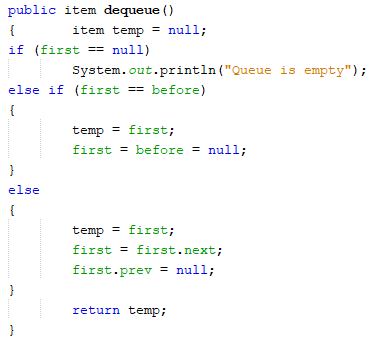 public item dequeue()
{       item temp = null;
if (first == null)
        System.out.println("Queue is empty");
else if (first == before)
{
        temp = first;
        first = before = null;
}
else
{
        temp = first;
        first = first.next;
        first.prev = null;
}
        return temp;
}